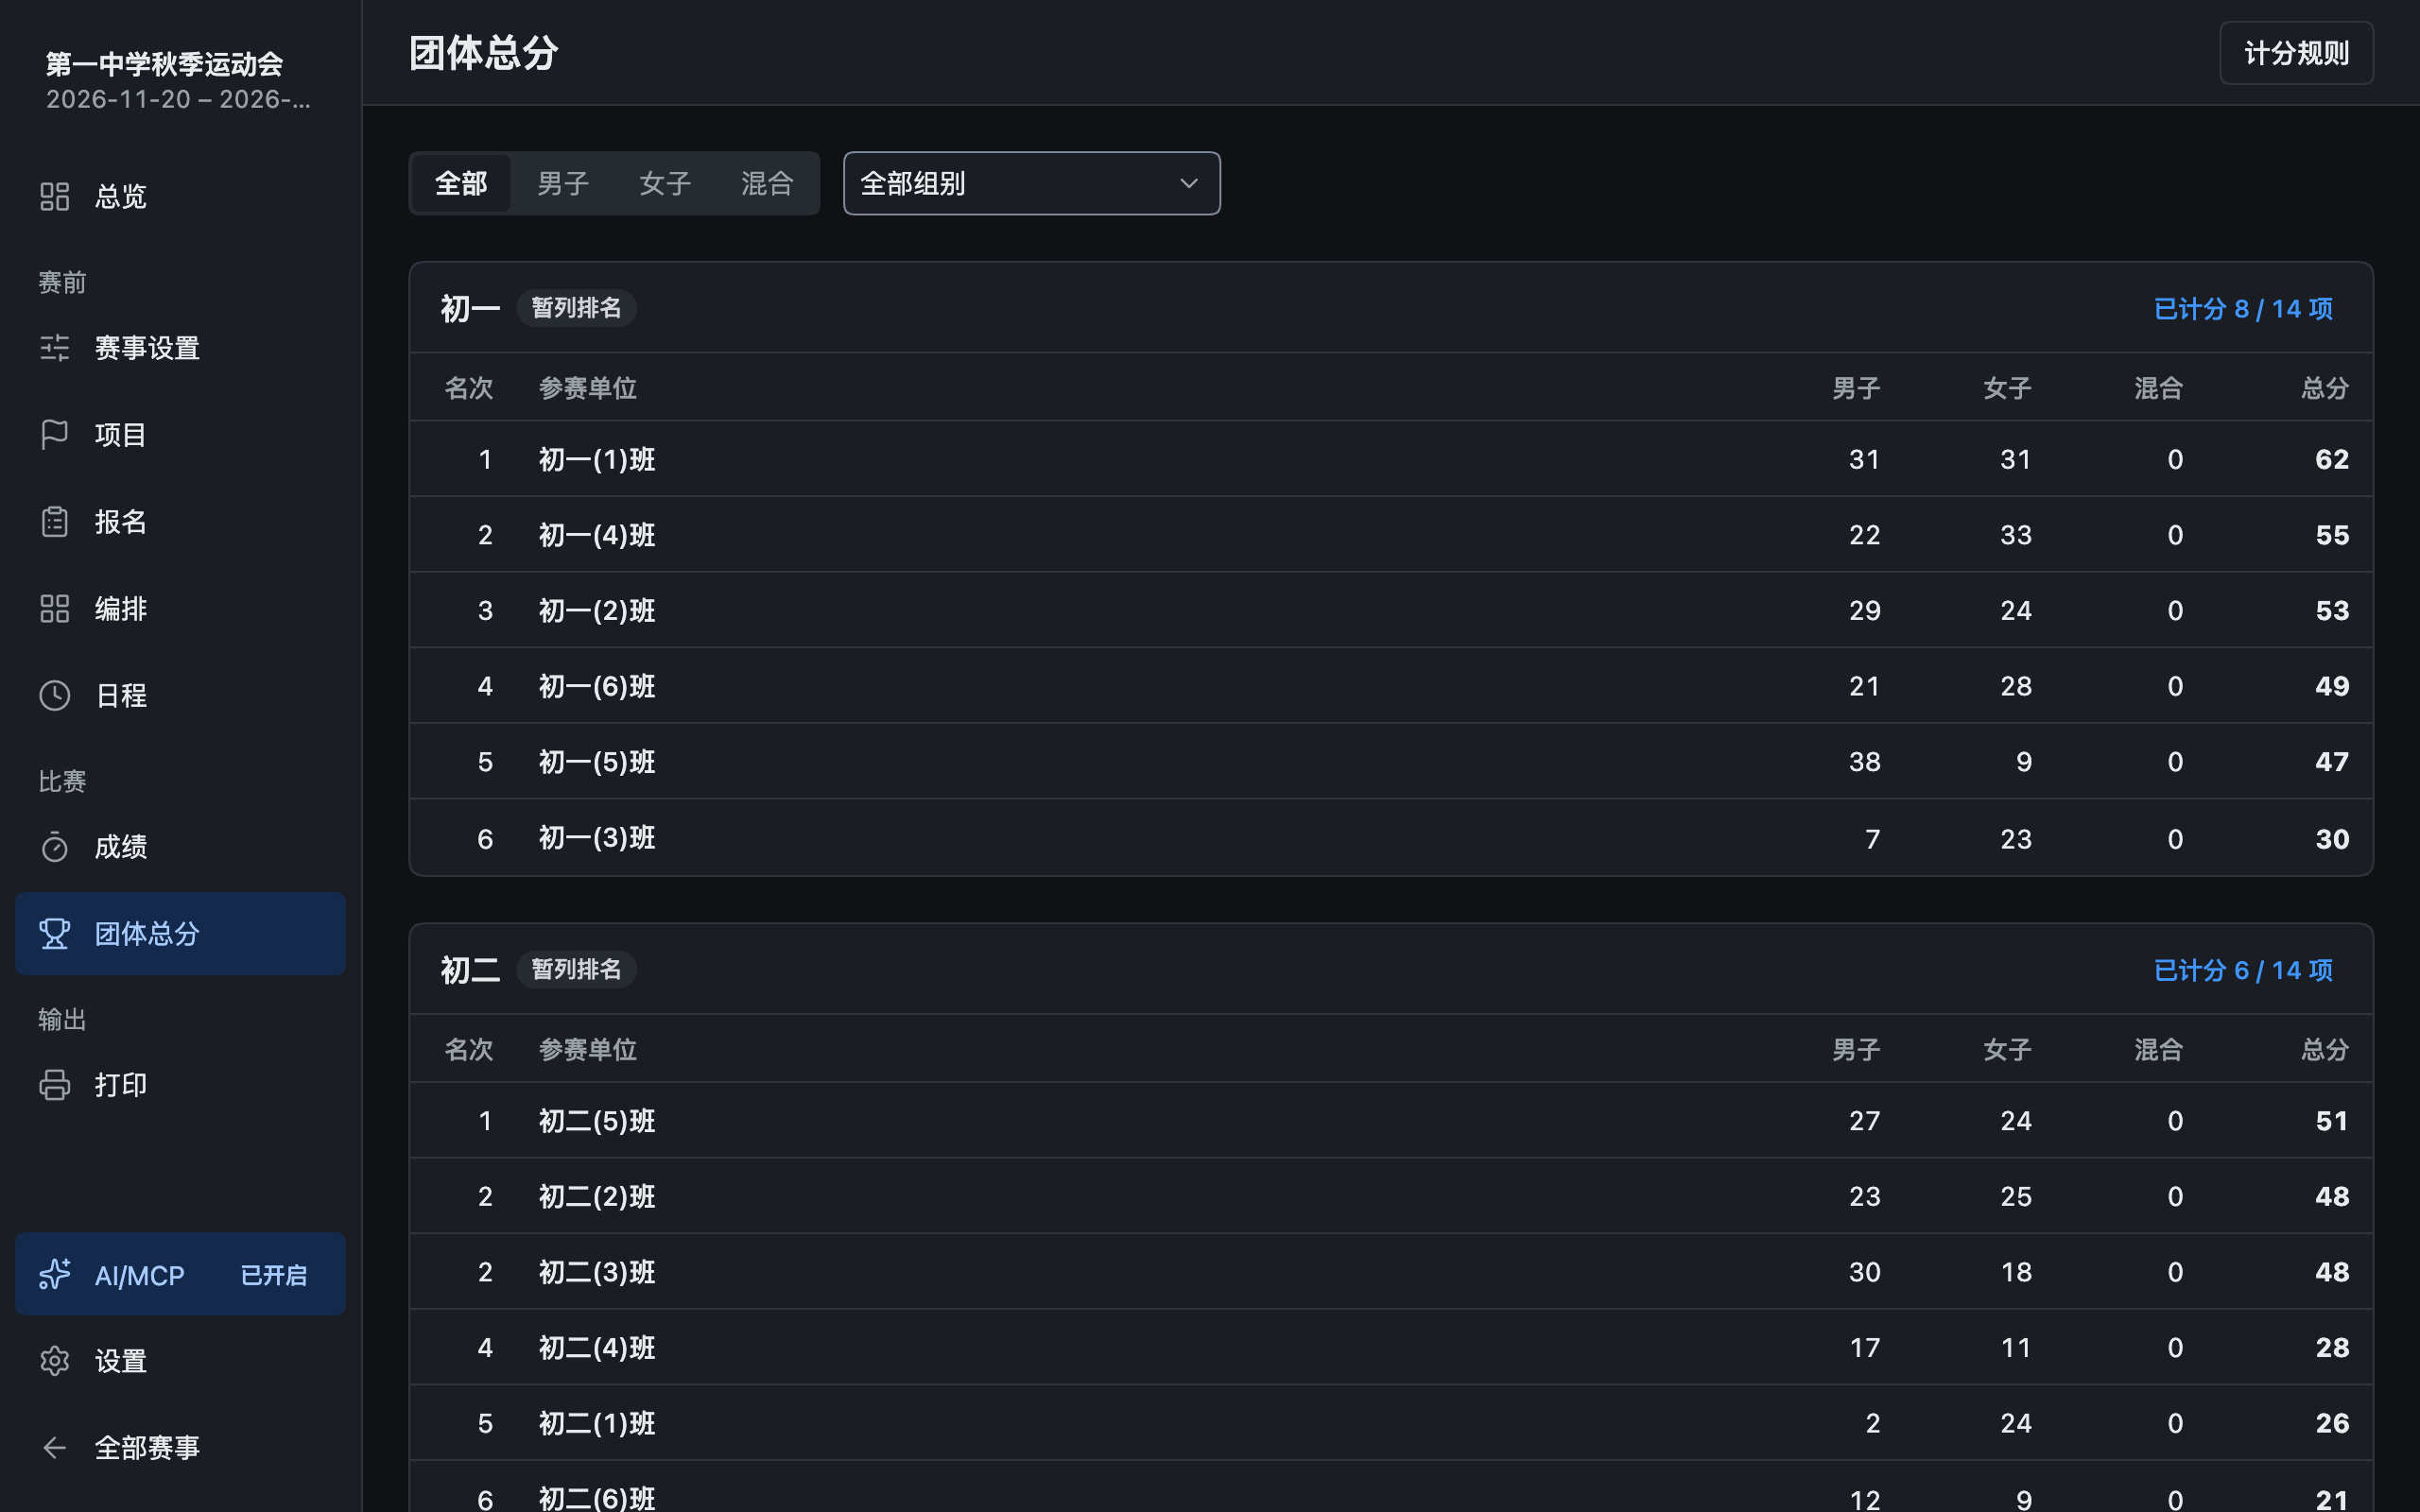 第一中学秋季运动会
2026-11-20 – 2026-...
总览
赛前
赛事设置
项目
报名
编排
日程
比赛
成绩
团体总分
输出
打印
AI/MCP 已开启
设置
全部赛事
团体总分 计分规则
全部 男子 女子 混合 全部组别
初一 暂列排名 已计分 8 / 14 项
名次 参赛单位 男子 女子 混合 总分
1 初一(1)班 31 31 0 62
2 初一(4)班 22 33 0 55
3 初一(2)班 29 24 0 53
4 初一(6)班 21 28 0 49
5 初一(5)班 38 9 0 47
6 初一(3)班 7 23 0 30
初二 暂列排名 已计分 6 / 14 项
名次 参赛单位 男子 女子 混合 总分
1 初二(5)班 27 24 0 51
2 初二(2)班 23 25 0 48
2 初二(3)班 30 18 0 48
4 初二(4)班 17 11 0 28
5 初二(1)班 2 24 0 26
6 初二(6)班 12 9 0 21